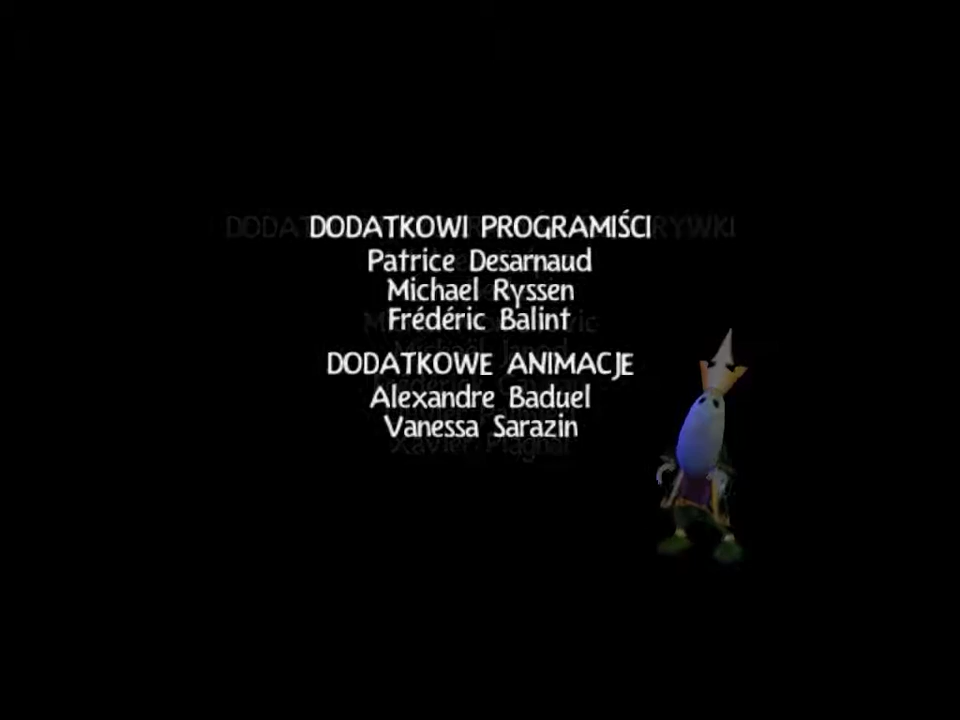 DODATKOWI PROGRAMIŚCI
Patrice Desarnaud
Michael Ryssen
Frédéric Balint
DODATKOWE ANIMACJE
Alexandre Baduel
Vanessa Sarazin